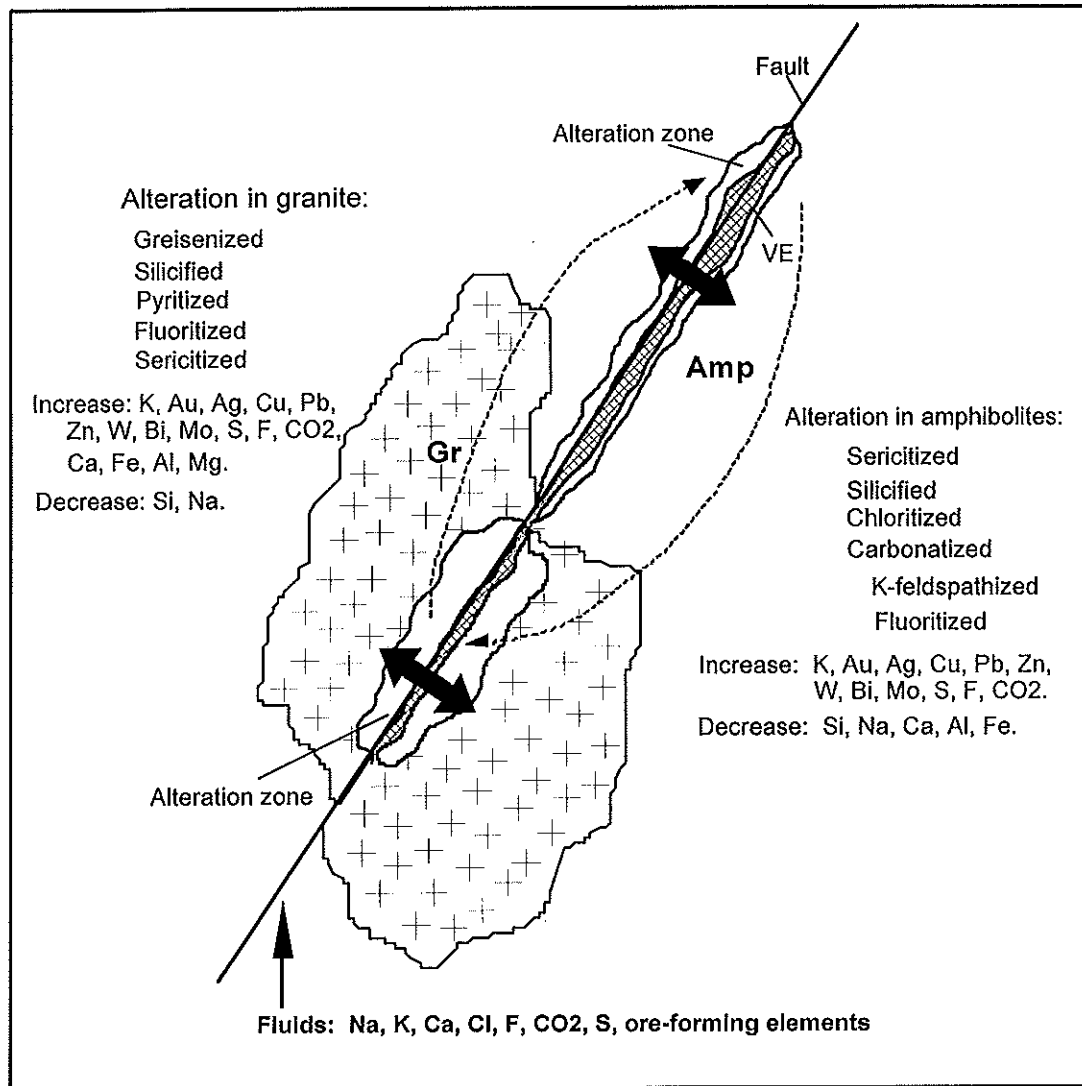 Fault
Alteration zone
VE
Alteration in granite:
Greisenized
Silicified
Pyritized
Fluoritized
Sericitized
Increase: K, Au, Ag, Cu, Pb,
Zn, W, Bi, Mo, S, F, CO2,
Ca, Fe, Al, Mg.
Decrease: Si, Na.
Gr
Amp
Alteration in amphibolites:
Sericitized
Silicified
Chloritized
Carbonatized
K-feldspathized
Fluoritized
Increase: K, Au, Ag, Cu, Pb, Zn,
W, Bi, Mo, S, F, CO2.
Decrease: Si, Na, Ca, Al, Fe.
Alteration zone
Fluids: Na, K, Ca, Cl, F, CO2, S, ore-forming elements